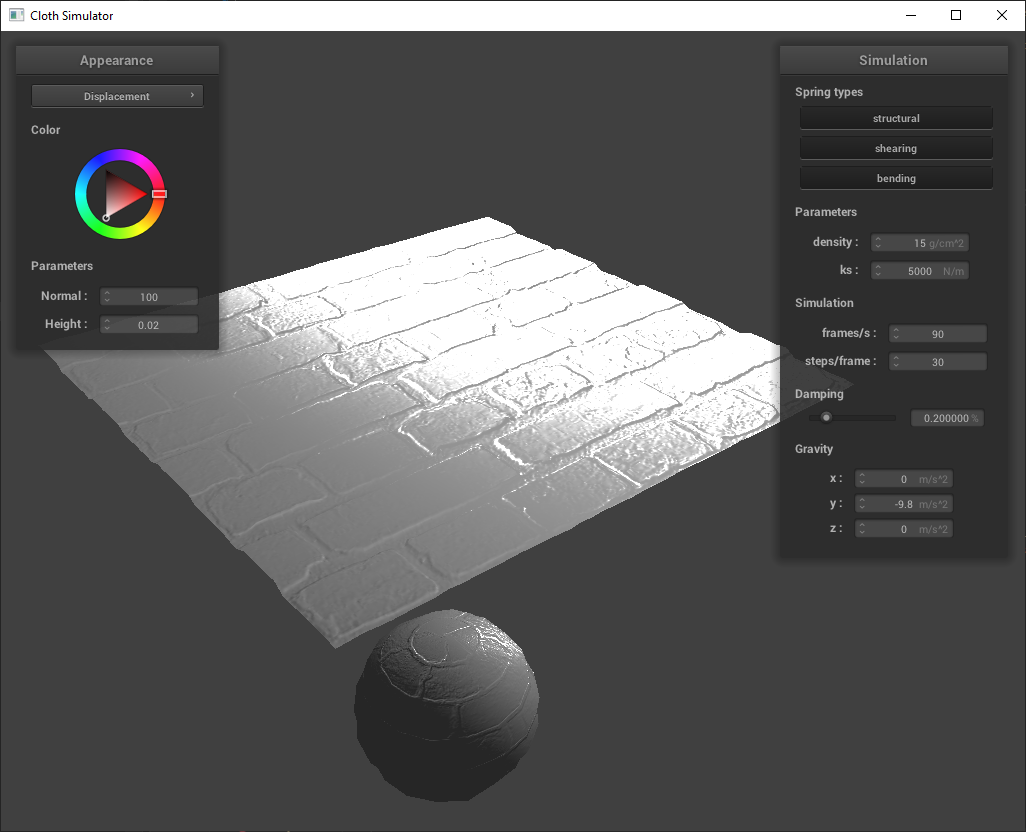 Cloth Simulator
Appearance
Displacement
Color
Parameters
Normal : 100
Height : 0.02
Simulation
Spring types
structural
shearing
bending
Parameters
density : 15 g/cm^2
ks : 5000 N/m
Simulation
frames/s : 90
steps/frame : 30
Damping
0.200000 %
Gravity
x : 0 m/s^2
y : -9.8 m/s^2
z : 0 m/s^2